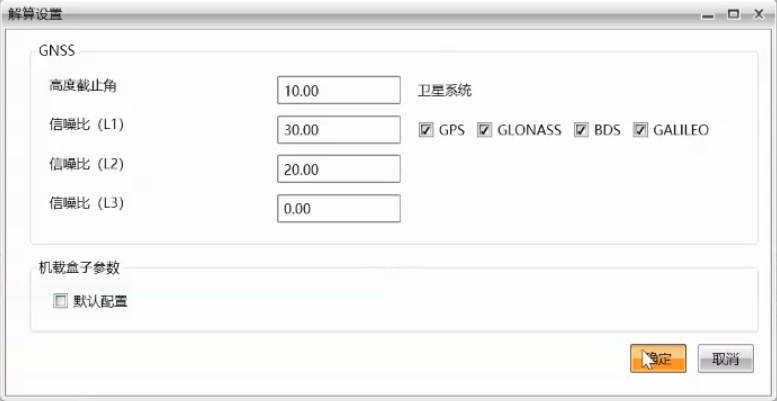 解算设置
GNSS
高度截止角 10.00 卫星系统
信噪比（L1） 30.00 GPS GLONASS BDS GALILEO
信噪比（L2） 20.00
信噪比（L3） 0.00
机载盒子参数
默认配置
确定 取消